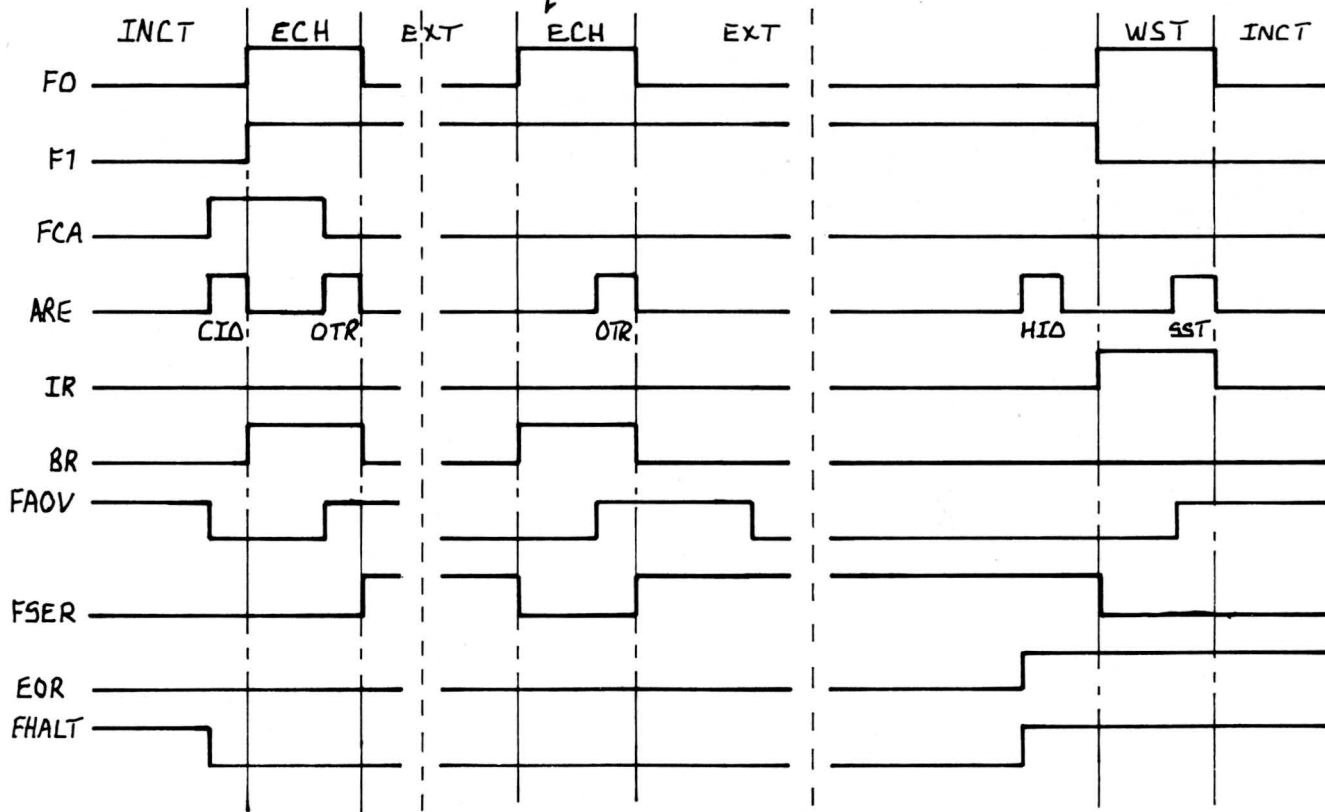 INCT ECH EXT ECH EXT WST INCT
FO
F1
FCA
ARE
CIO OTR OTR HIO SST
IR
BR
FAOV
FSER
EOR
FHALT